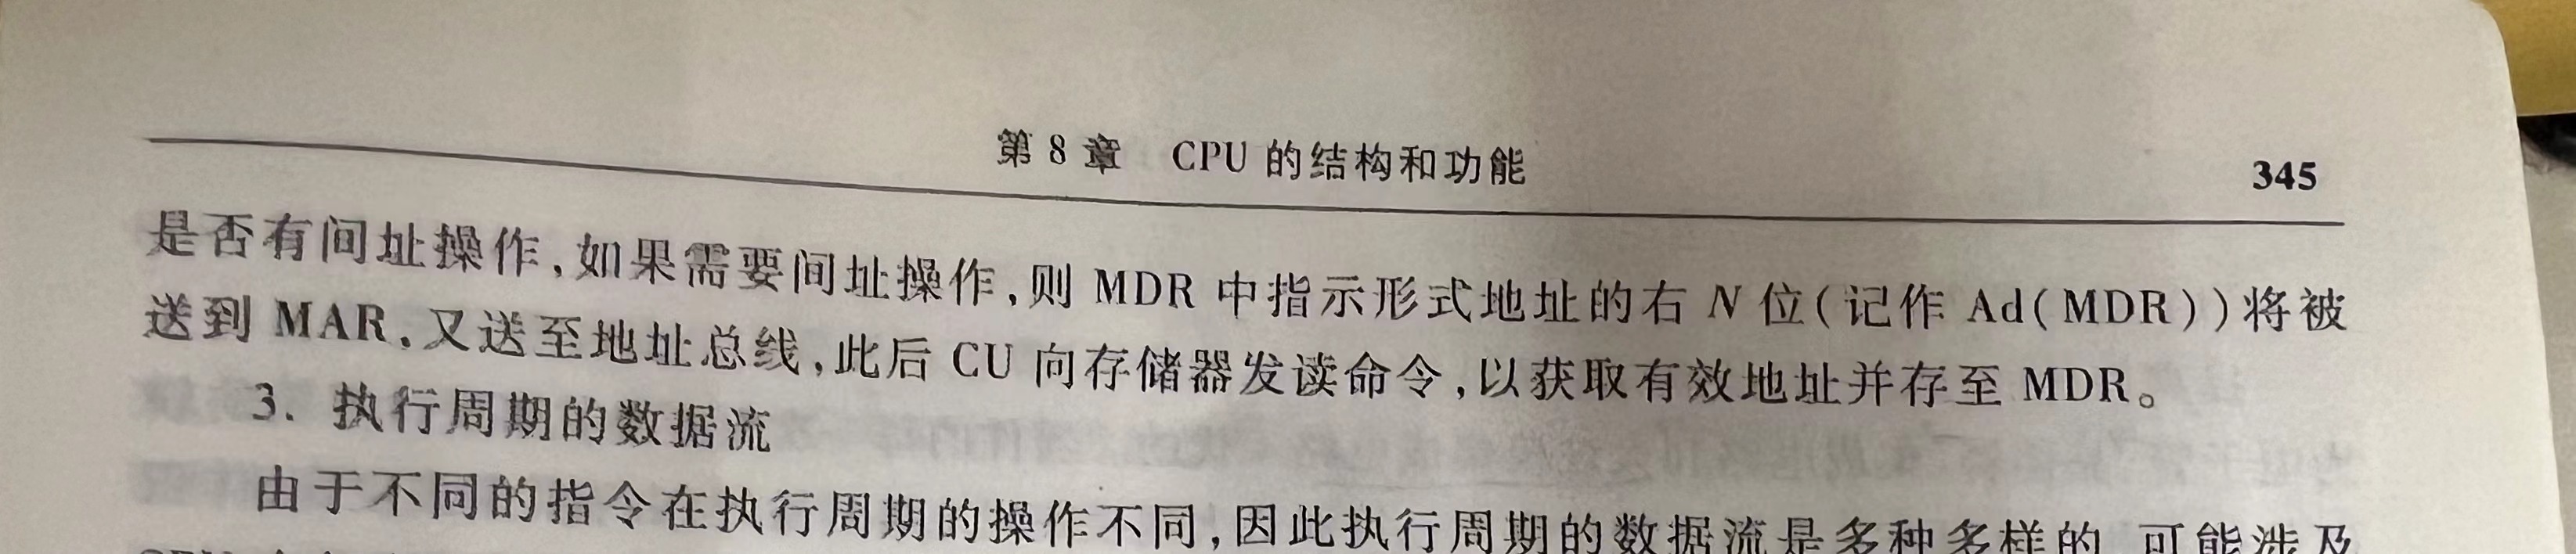 第 8 章 CPU 的结构和功能 345
是否有间址操作,如果需要间址操作,则 MDR 中指示形式地址的右 N 位(记作 Ad(MDR))将被
送到 MAR,又送至地址总线,此后 CU 向存储器发读命令,以获取有效地址并存至 MDR。
3. 执行周期的数据流
由于不同的指令在执行周期的操作不同,因此执行周期的数据流是多种多样的 可能涉及